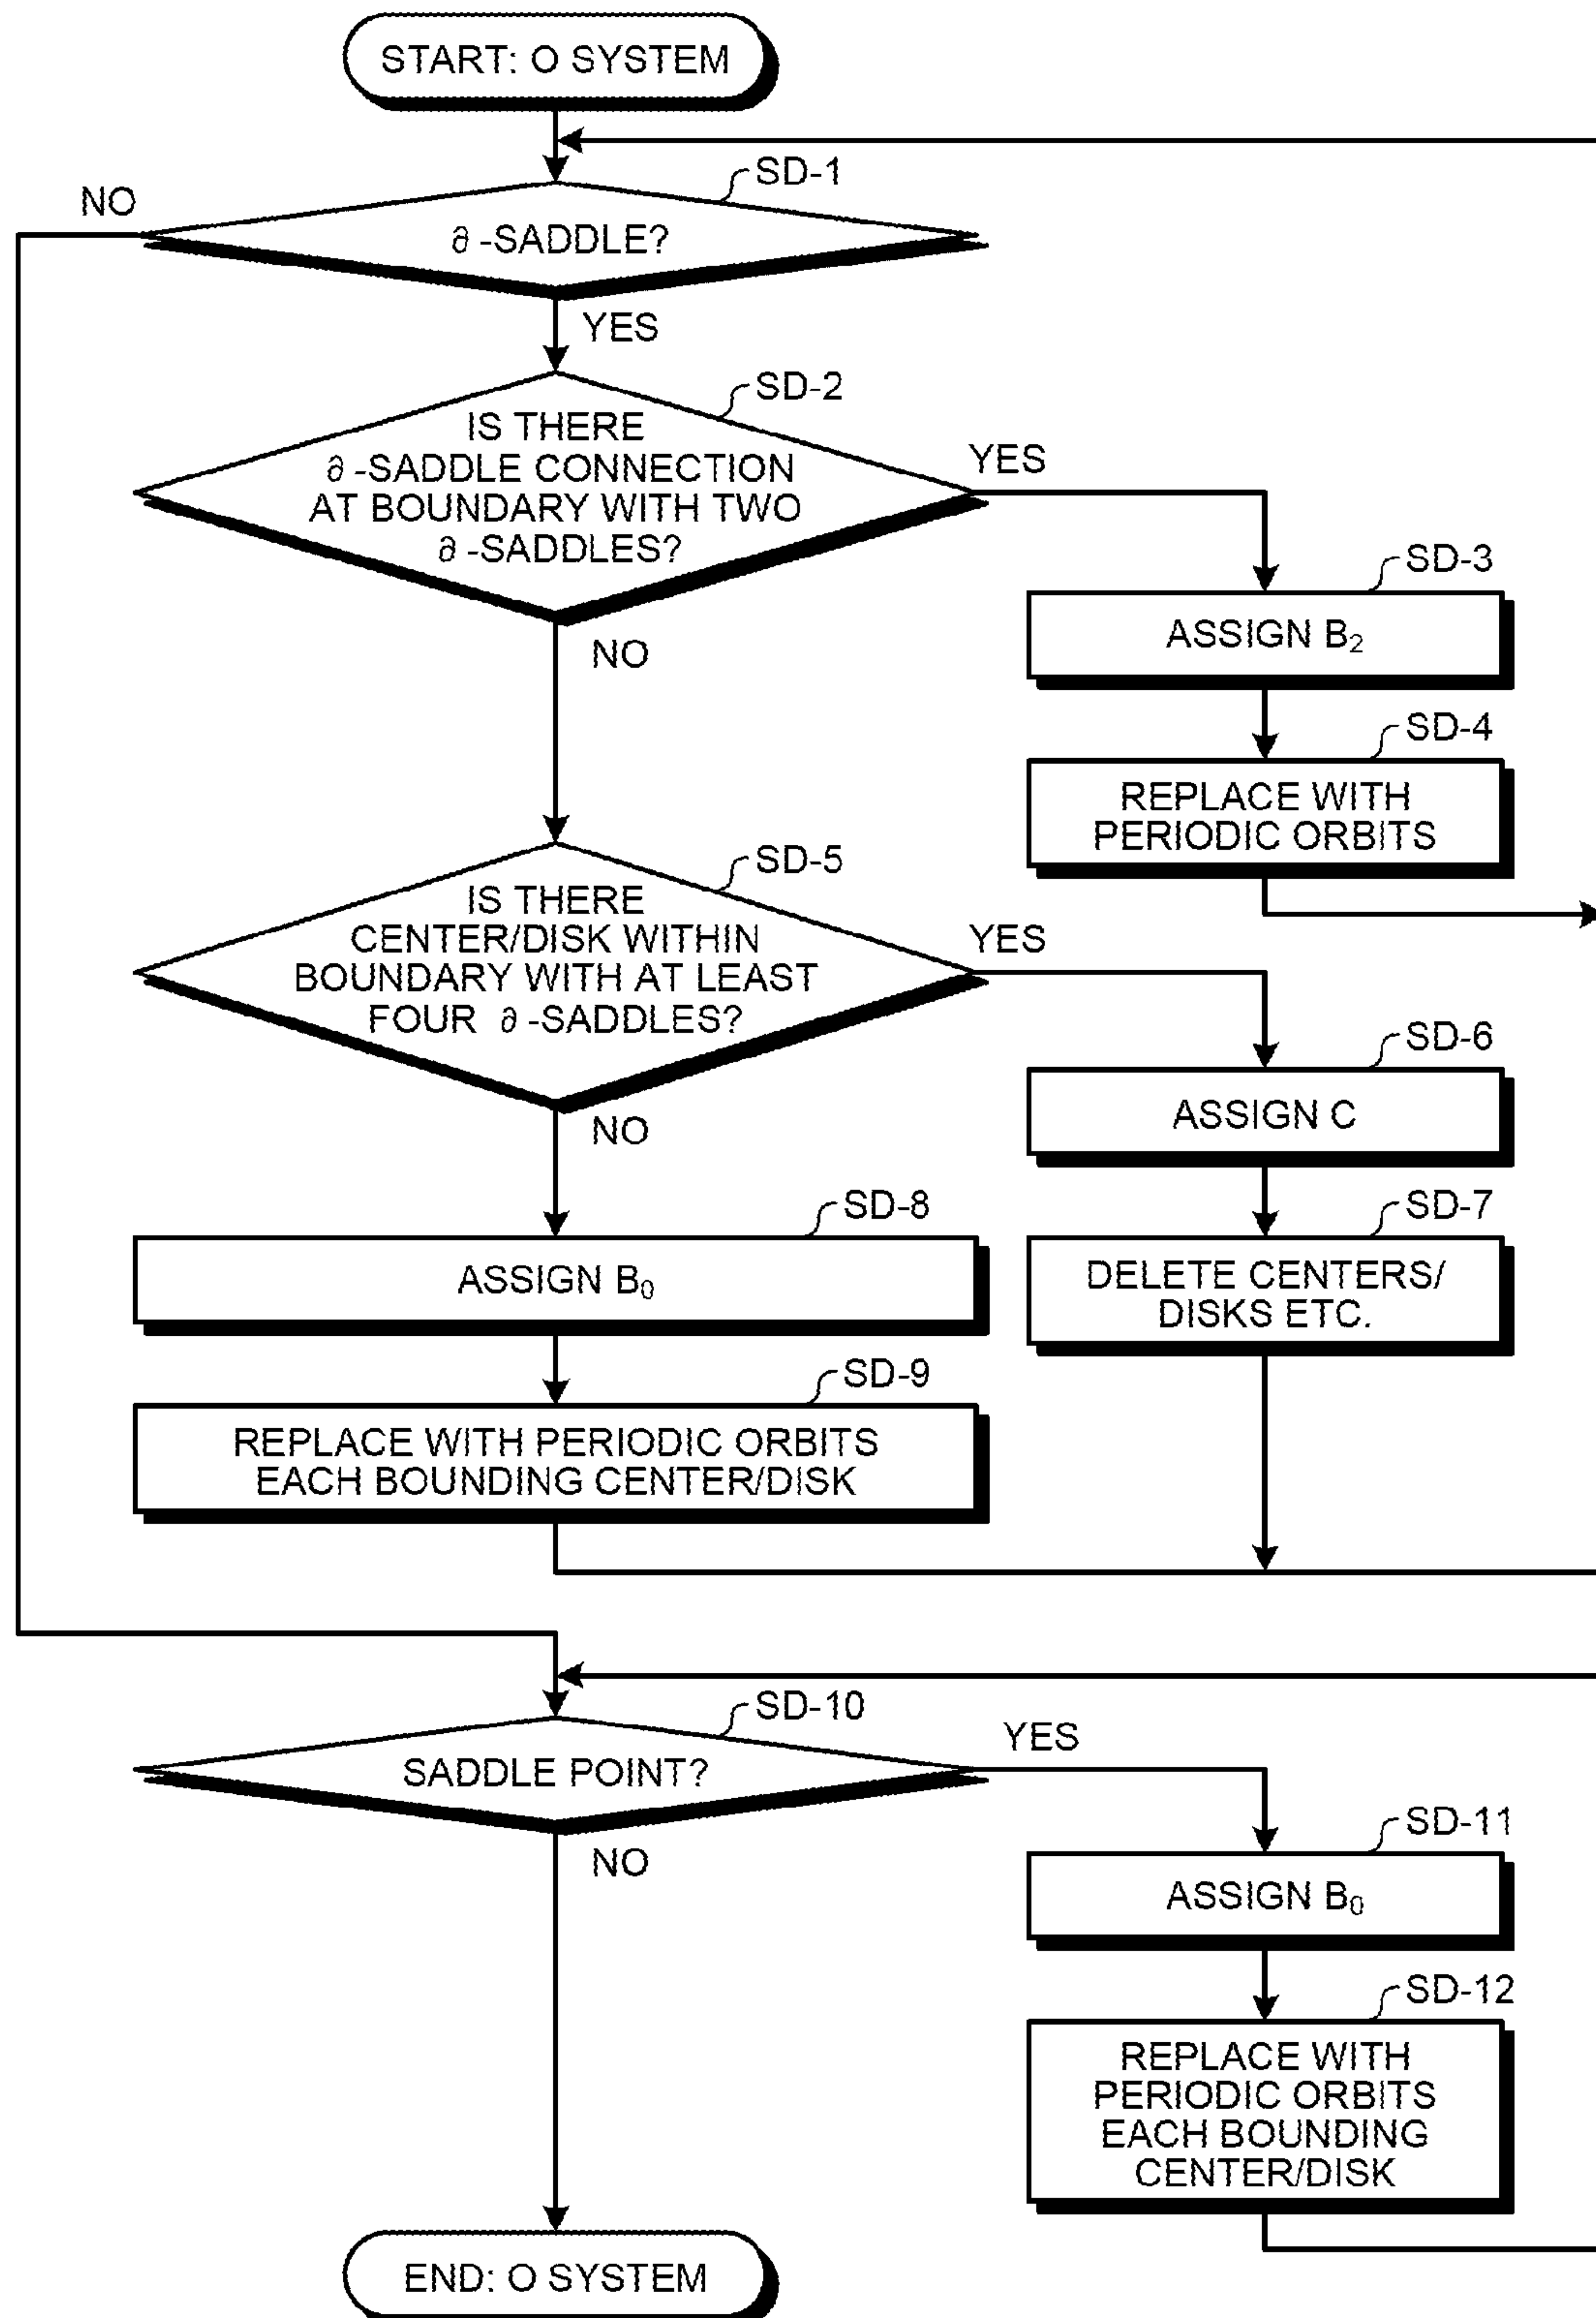 START: O SYSTEM
SD-1
NO
∂-SADDLE?
YES
SD-2
IS THERE
∂-SADDLE CONNECTION
AT BOUNDARY WITH TWO
∂-SADDLES?
YES
NO
SD-3
ASSIGN B₂
SD-4
REPLACE WITH
PERIODIC ORBITS
SD-5
IS THERE
CENTER/DISK WITHIN
BOUNDARY WITH AT LEAST
FOUR ∂-SADDLES?
YES
NO
SD-6
ASSIGN C
SD-7
DELETE CENTERS/
DISKS ETC.
SD-8
ASSIGN B₀
SD-9
REPLACE WITH PERIODIC ORBITS
EACH BOUNDING CENTER/DISK
SD-10
SADDLE POINT?
YES
NO
SD-11
ASSIGN B₀
SD-12
REPLACE WITH
PERIODIC ORBITS
EACH BOUNDING
CENTER/DISK
END: O SYSTEM